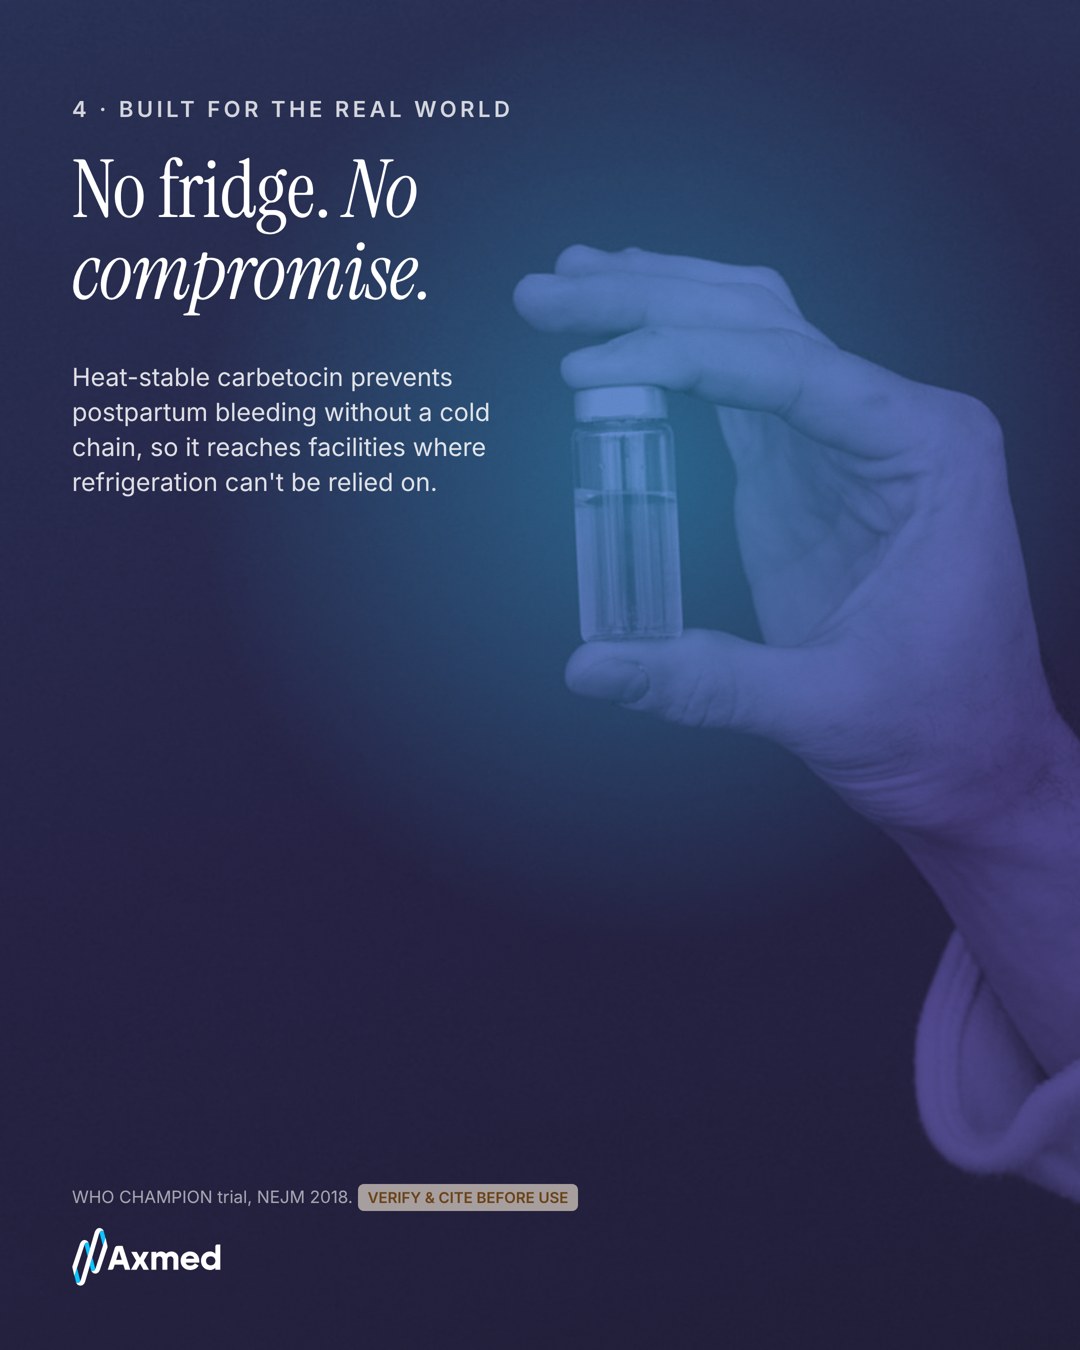 4 · BUILT FOR THE REAL WORLD
No fridge. No
compromise.
Heat-stable carbetocin prevents
postpartum bleeding without a cold
chain, so it reaches facilities where
refrigeration can't be relied on.
WHO CHAMPION trial, NEJM 2018. VERIFY & CITE BEFORE USE
Axmed